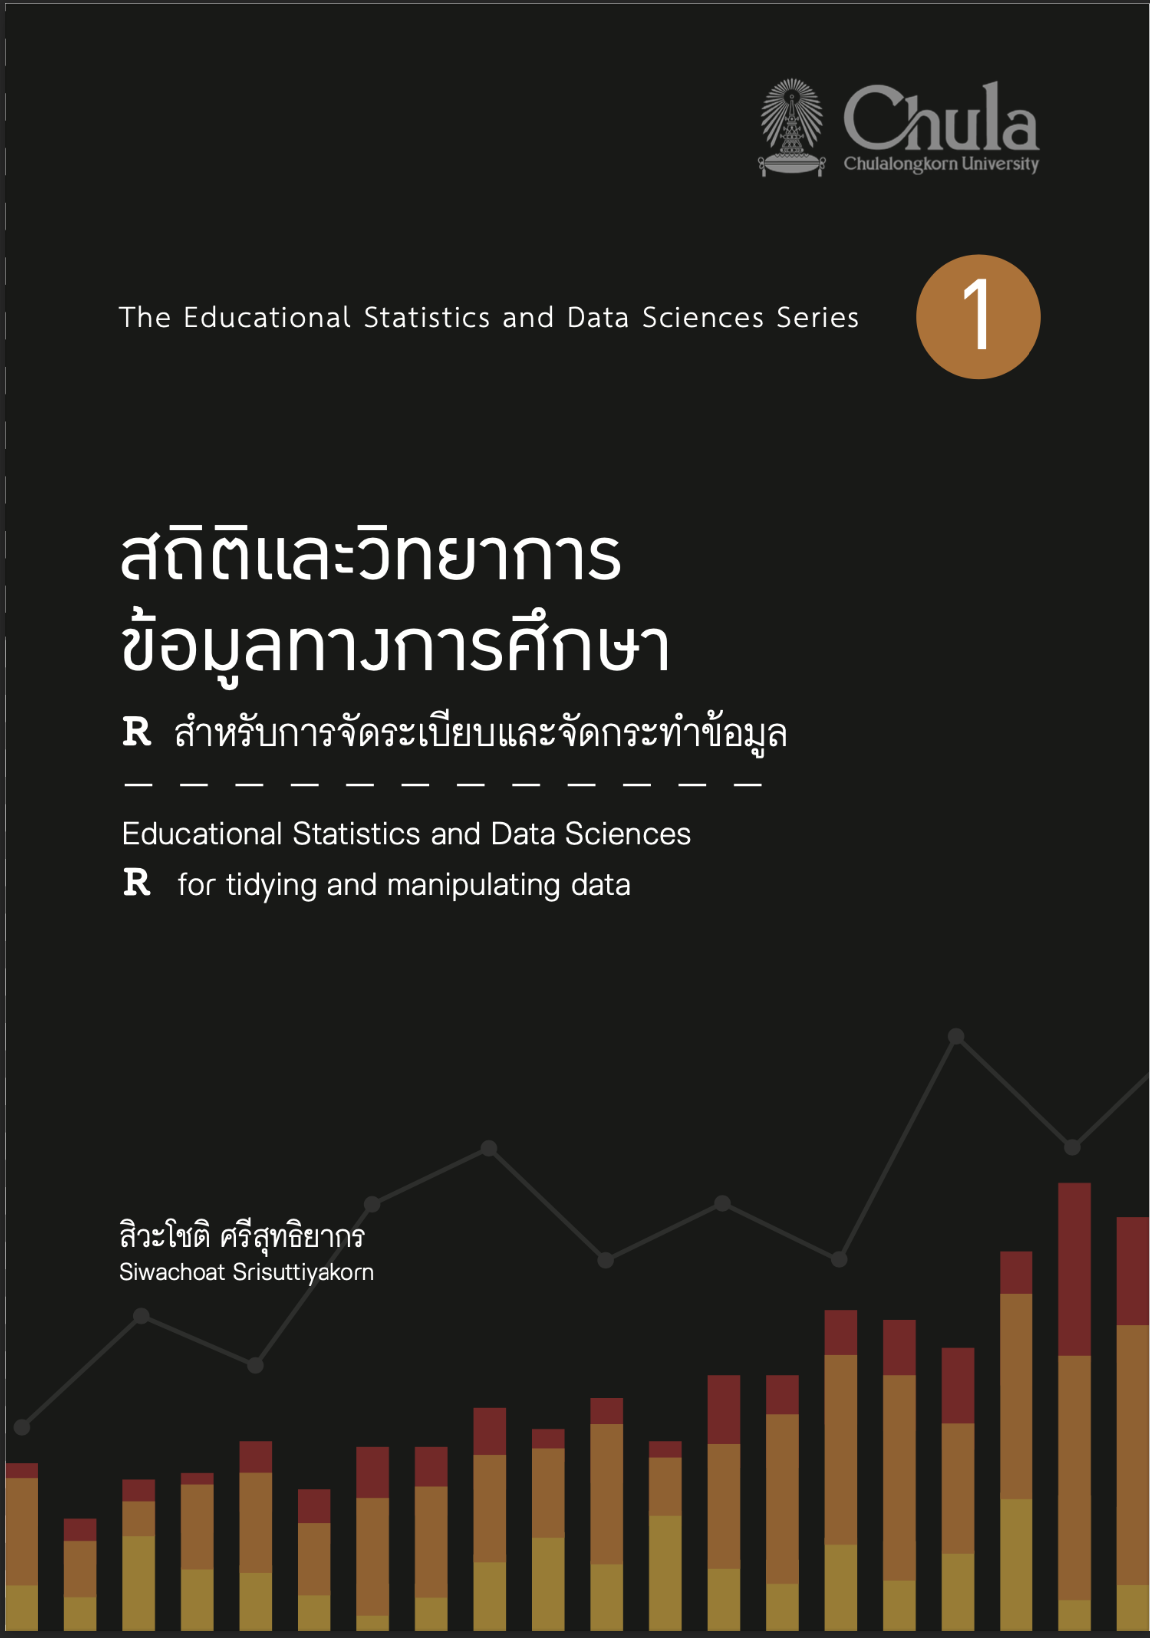 Chula
Chulalongkorn University
The Educational Statistics and Data Sciences Series
1
สถิติและวิทยาการ
ข้อมูลทางการศึกษา
R สำหรับการจัดระเบียบและจัดกระทำข้อมูล
Educational Statistics and Data Sciences
R for tidying and manipulating data
สิวะโชติ ศรีสุทธิยากร
Siwachoat Srisuttiyakorn